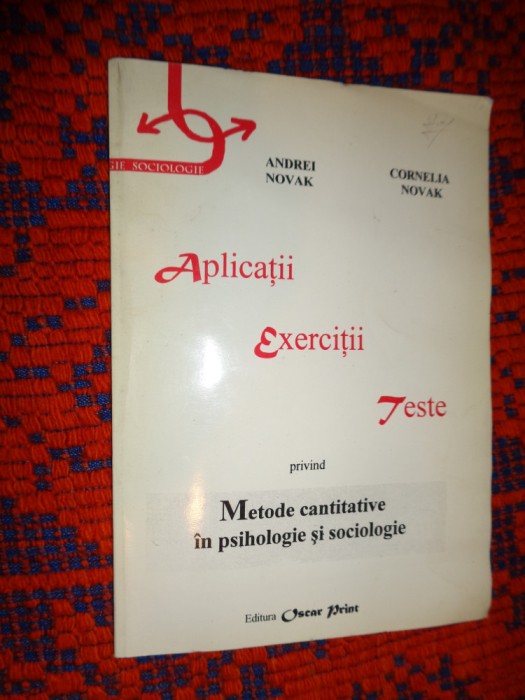 GIE SOCIOLOGIE
ANDREI
NOVAK
CORNELIA
NOVAK
Aplicații
Exerciții
Teste
privind
Metode cantitative
în psihologie și sociologie
Editura Oscar Print